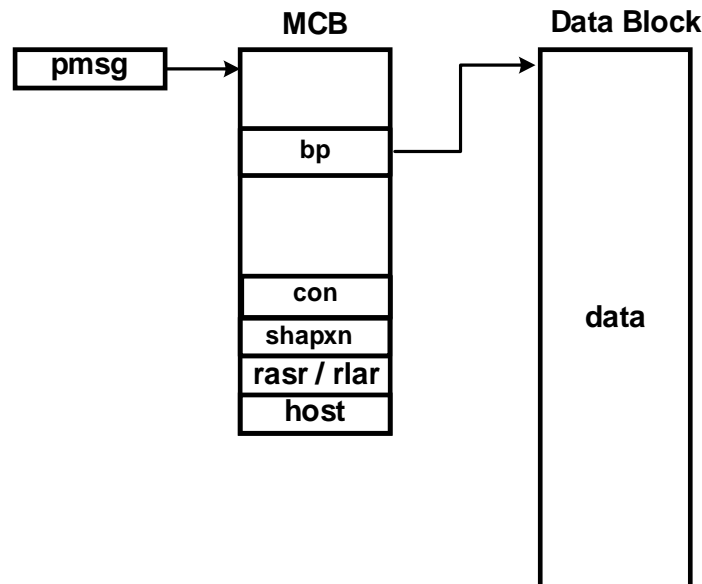 MCB
Data Block
pmsg
bp
con
shapxn
rasr / rlar
host
data